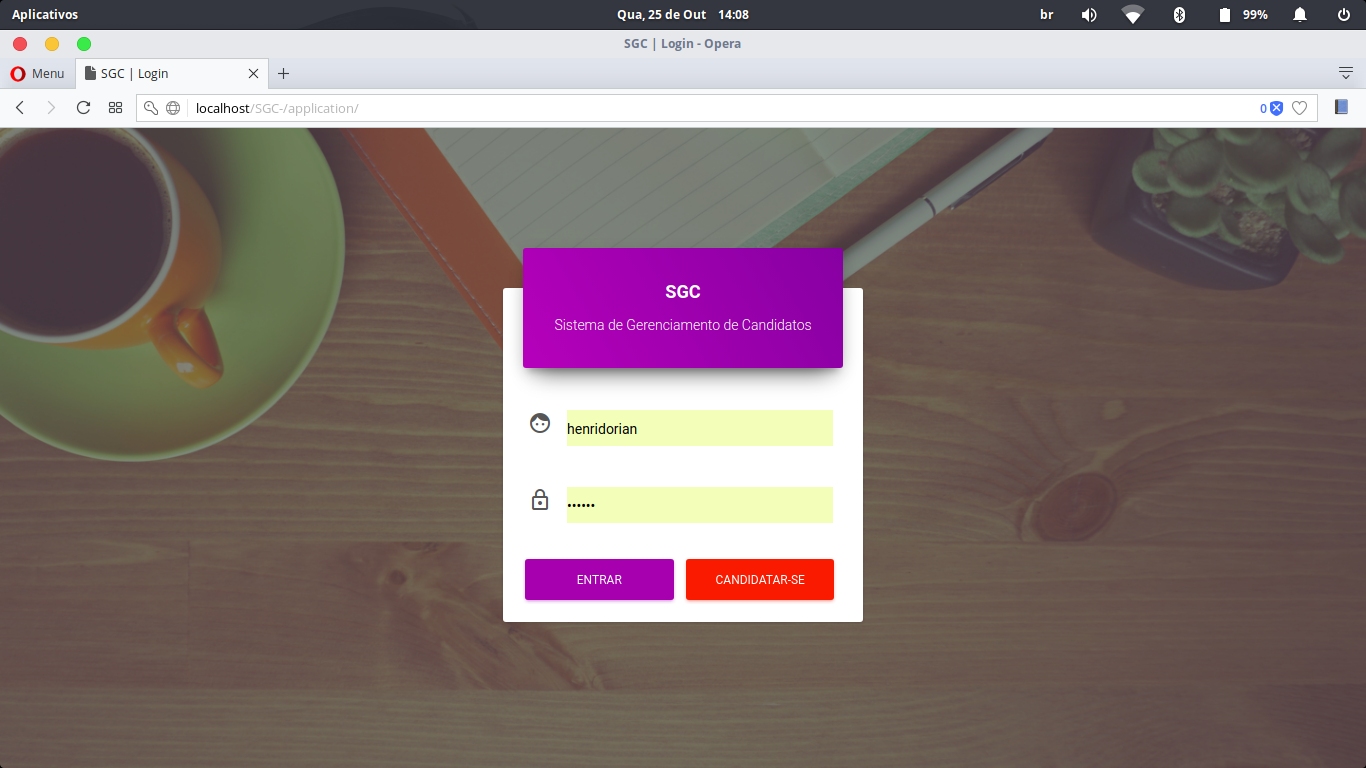 Aplicativos
Qua, 25 de Out 14:08
br
99%
SGC | Login - Opera
Menu
SGC | Login
localhost/SGC-/application/
0
SGC
Sistema de Gerenciamento de Candidatos
henridorian
••••••
ENTRAR
CANDIDATAR-SE